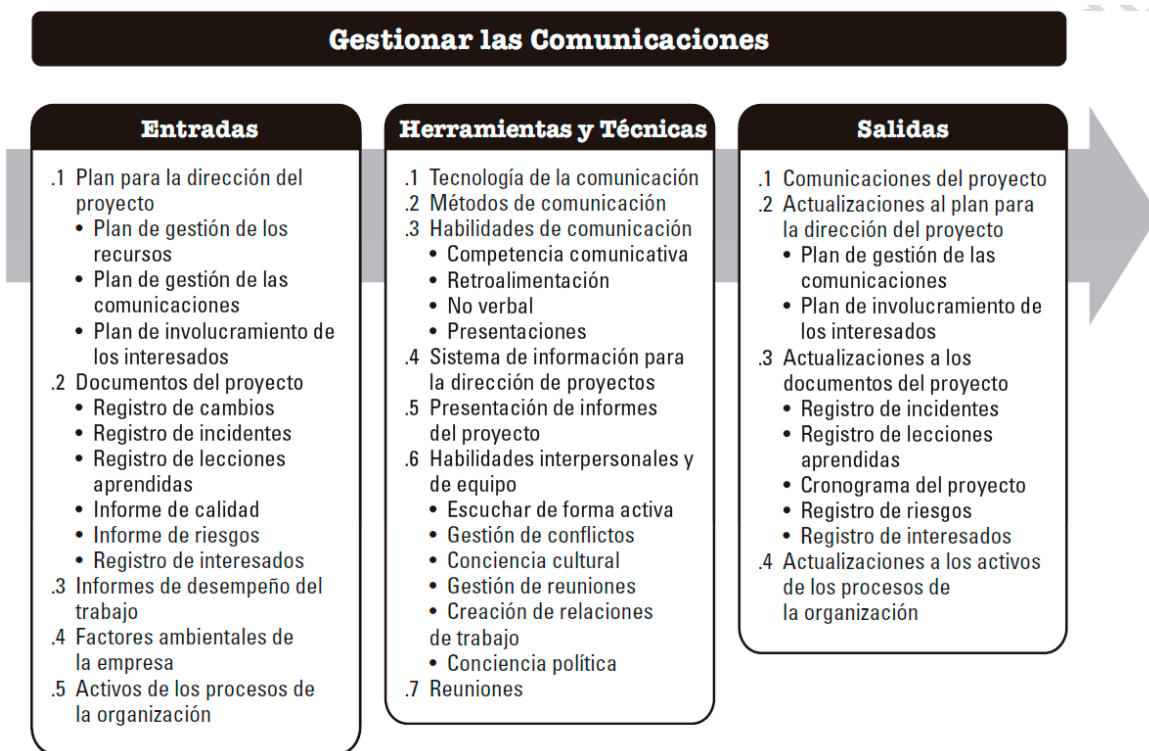 Gestionar las Comunicaciones
Entradas
.1 Plan para la dirección del
proyecto
• Plan de gestión de los
recursos
• Plan de gestión de las
comunicaciones
• Plan de involucramiento de
los interesados
.2 Documentos del proyecto
• Registro de cambios
• Registro de incidentes
• Registro de lecciones
aprendidas
• Informe de calidad
• Informe de riesgos
• Registro de interesados
.3 Informes de desempeño del
trabajo
.4 Factores ambientales de
la empresa
.5 Activos de los procesos de
la organización
Herramientas y Técnicas
.1 Tecnología de la comunicación
.2 Métodos de comunicación
.3 Habilidades de comunicación
• Competencia comunicativa
• Retroalimentación
• No verbal
• Presentaciones
.4 Sistema de información para
la dirección de proyectos
.5 Presentación de informes
del proyecto
.6 Habilidades interpersonales y
de equipo
• Escuchar de forma activa
• Gestión de conflictos
• Conciencia cultural
• Gestión de reuniones
• Creación de relaciones
de trabajo
• Conciencia política
.7 Reuniones
Salidas
.1 Comunicaciones del proyecto
.2 Actualizaciones al plan para
la dirección del proyecto
• Plan de gestión de las
comunicaciones
• Plan de involucramiento de
los interesados
.3 Actualizaciones a los
documentos del proyecto
• Registro de incidentes
• Registro de lecciones
aprendidas
• Cronograma del proyecto
• Registro de riesgos
• Registro de interesados
.4 Actualizaciones a los activos
de los procesos de
la organización